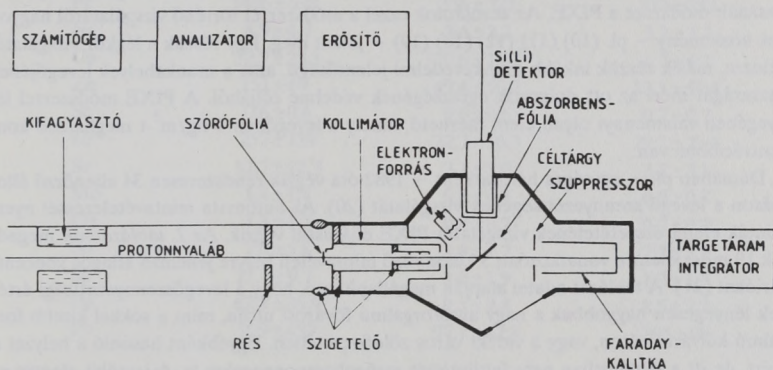 SZÁMÍTÓGÉP
ANALIZÁTOR
ERŐSÍTŐ
Si(Li)
DETEKTOR
ABSZORBENS-
FÓLIA
KIFAGYASZTÓ
SZÓRÓFÓLIA
KOLLIMÁTOR
ELEKTRON-
FORRÁS
CÉLTÁRGY
SZUPPRESSZOR
PROTONNYALÁB
TARGETÁRAM
INTEGRÁTOR
RÉS
SZIGETELŐ
FARADAY-
KALITKA